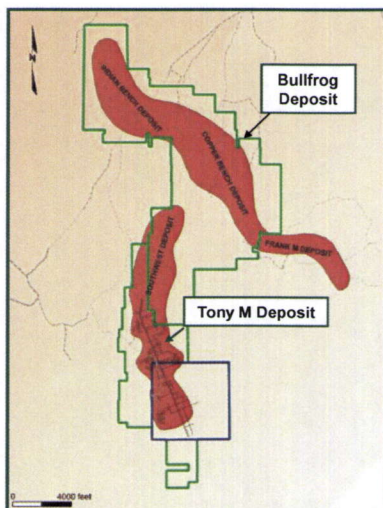 N
INDIAN BENCH DEPOSIT
Bullfrog
Deposit
COPPER BENCH DEPOSIT
FRANK M DEPOSIT
SOUTHWEST DEPOSIT
Tony M Deposit
0 4000 feet